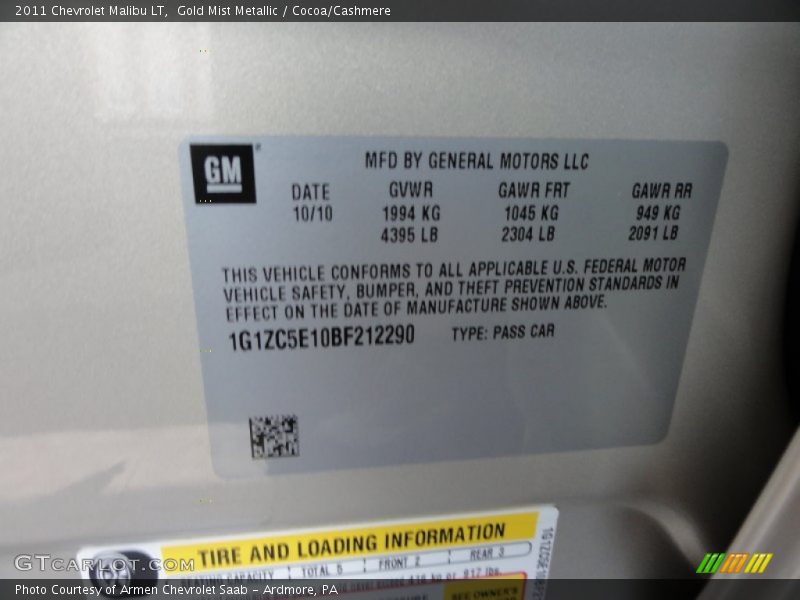 2011 Chevrolet Malibu LT, Gold Mist Metallic / Cocoa/Cashmere
GM
MFD BY GENERAL MOTORS LLC
DATE GVWR GAWR FRT GAWR RR
10/10 1994 KG 1045 KG 949 KG
4395 LB 2304 LB 2091 LB
THIS VEHICLE CONFORMS TO ALL APPLICABLE U.S. FEDERAL MOTOR
VEHICLE SAFETY, BUMPER, AND THEFT PREVENTION STANDARDS IN
EFFECT ON THE DATE OF MANUFACTURE SHOWN ABOVE.
1G1ZC5E10BF212290 TYPE: PASS CAR
TIRE AND LOADING INFORMATION
SEATING CAPACITY TOTAL 5 FRONT 2 REAR 3
GTcarlot.com
SEE OWNER'S
Photo Courtesy of Armen Chevrolet Saab - Ardmore, PA